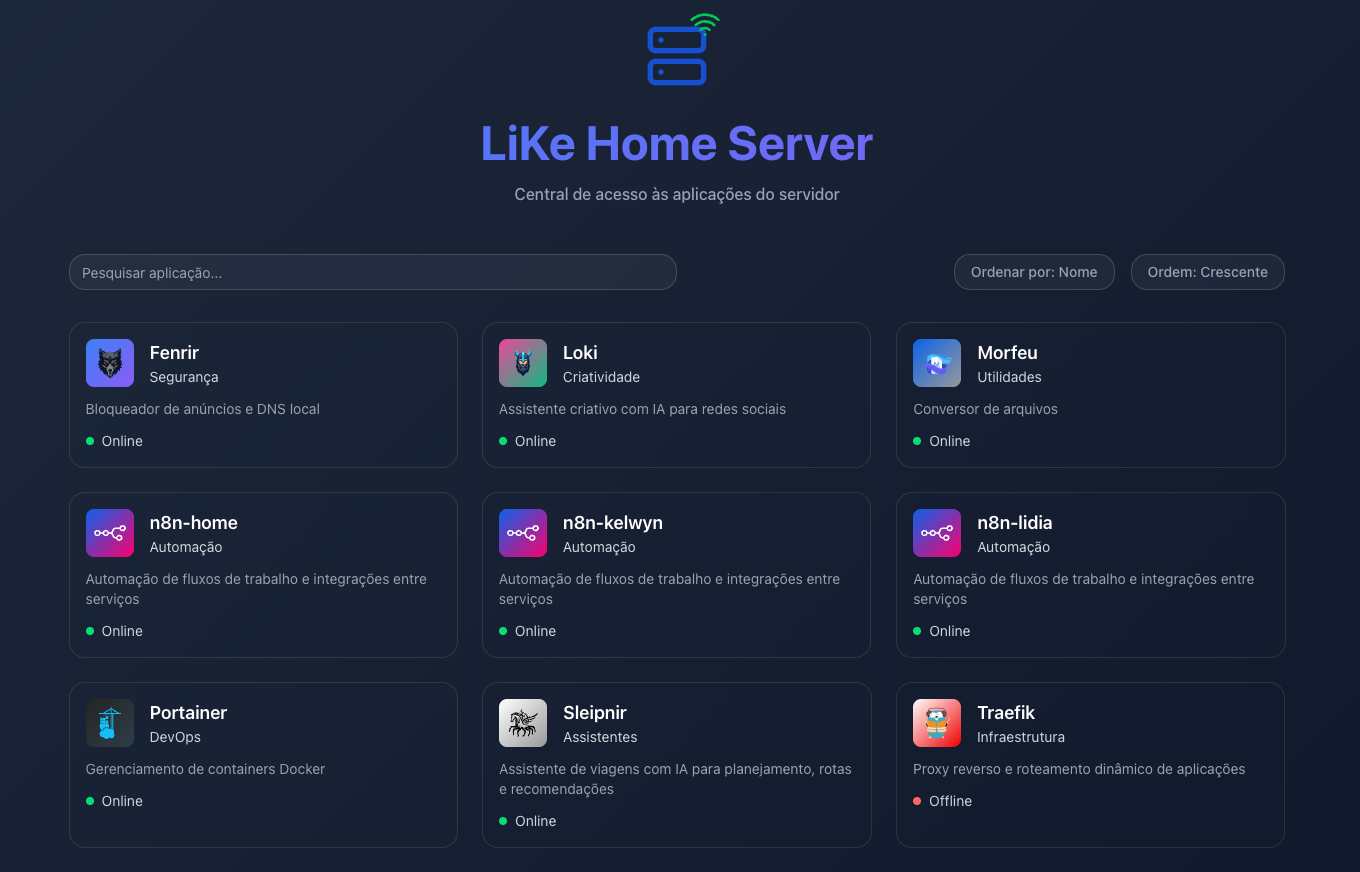 LiKe Home Server
Central de acesso às aplicações do servidor
Pesquisar aplicação...
Ordenar por: Nome
Ordem: Crescente
Fenrir
Segurança
Bloqueador de anúncios e DNS local
Online
Loki
Criatividade
Assistente criativo com IA para redes sociais
Online
Morfeu
Utilidades
Conversor de arquivos
Online
n8n-home
Automação
Automação de fluxos de trabalho e integrações entre
serviços
Online
n8n-kelwyn
Automação
Automação de fluxos de trabalho e integrações entre
serviços
Online
n8n-lidia
Automação
Automação de fluxos de trabalho e integrações entre
serviços
Online
Portainer
DevOps
Gerenciamento de containers Docker
Online
Sleipnir
Assistentes
Assistente de viagens com IA para planejamento, rotas
e recomendações
Online
Traefik
Infraestrutura
Proxy reverso e roteamento dinâmico de aplicações
Offline